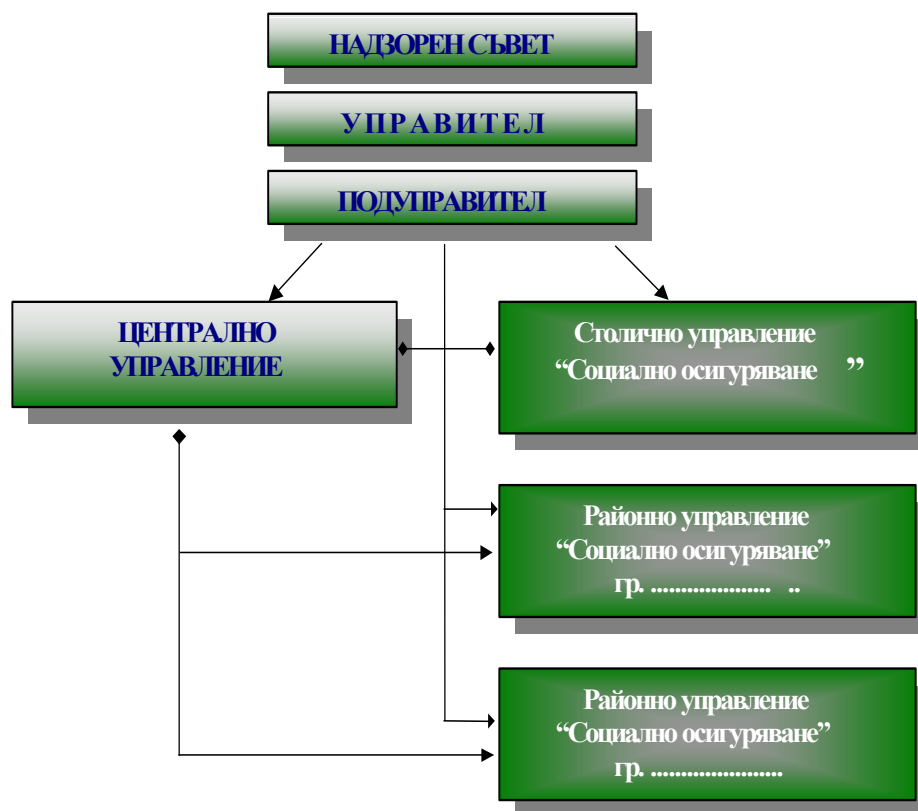 НАДЗОРЕН СЪВЕТ
УПРАВИТЕЛ
ПОДУПРАВИТЕЛ
ЦЕНТРАЛНО
УПРАВЛЕНИЕ
Столично управление
“Социално осигуряване ”
Районно управление
“Социално осигуряване”
гр. .................... ..
Районно управление
“Социално осигуряване”
гр. ......................